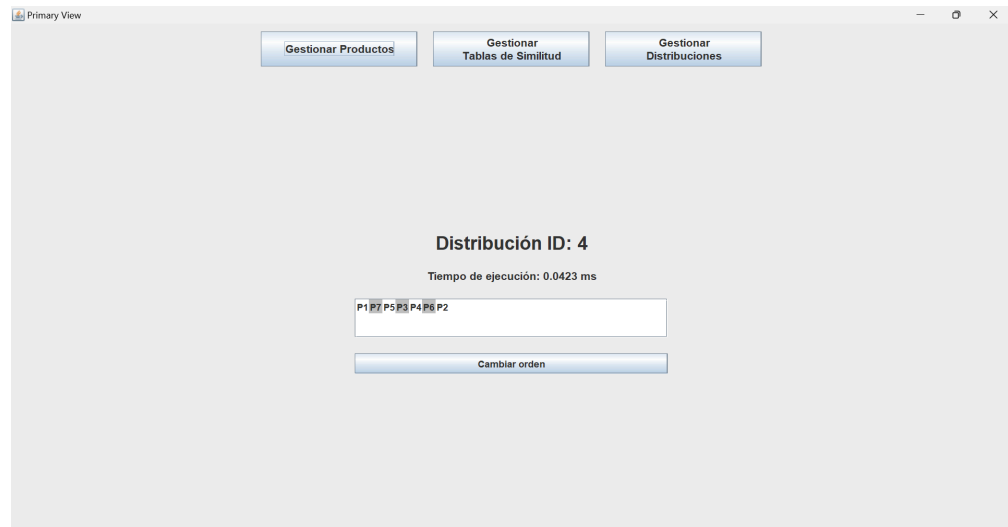 Primary View
Gestionar Productos
Gestionar
Tablas de Similitud
Gestionar
Distribuciones
Distribución ID: 4
Tiempo de ejecución: 0.0423 ms
P1 P7 P5 P3 P4 P6 P2
Cambiar orden